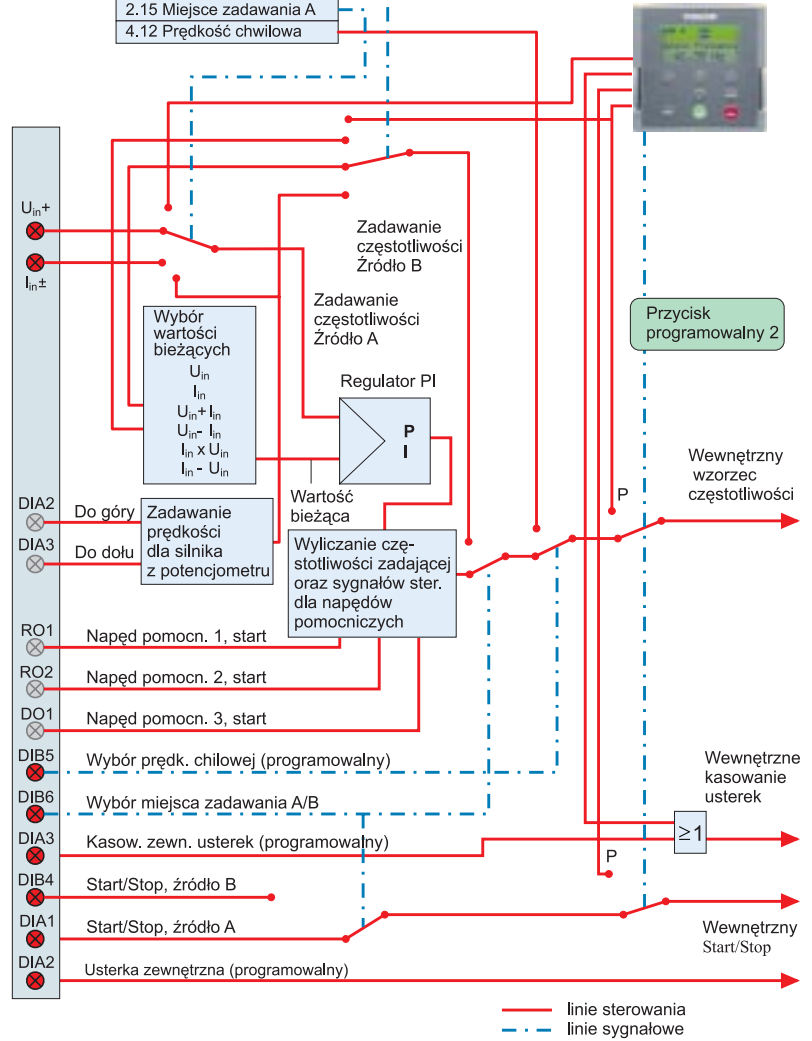 2.15 Miejsce zadawania A
4.12 Prędkość chwilowa
Uin+
Iin±
Zadawanie
częstotliwości
Źródło B
Zadawanie
częstotliwości
Źródło A
Przycisk
programowalny 2
Wybór
wartości
bieżących
Uin
Iin
Uin+ Iin
Uin- Iin
Iin x Uin
Iin - Uin
Regulator PI
P
I
Wartość
bieżąca
Wewnętrzny
wzorzec
częstotliwości
P
DIA2
Do góry
DIA3
Do dołu
Zadawanie
prędkości
dla silnika
z potencjometru
Wyliczanie czę-
stotliwości zadającej
oraz sygnałów ster.
dla napędów
pomocniczych
RO1
Napęd pomocn. 1, start
RO2
Napęd pomocn. 2, start
DO1
Napęd pomocn. 3, start
DIB5
Wybór prędk. chilowej (programowalny)
DIB6
Wybór miejsca zadawania A/B
Wewnętrzne
kasowanie
usterek
≥1
DIA3
Kasow. zewn. usterek (programowalny)
P
DIB4
Start/Stop, źródło B
DIA1
Start/Stop, źródło A
Wewnętrzny
Start/Stop
DIA2
Usterka zewnętrzna (programowalny)
linie sterowania
linie sygnałowe